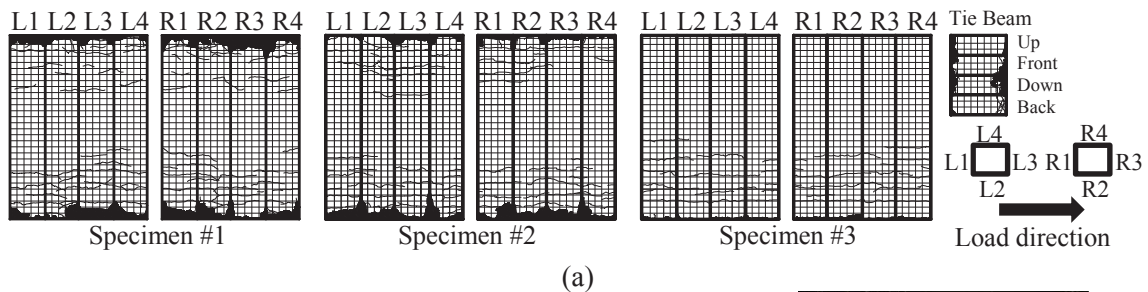 L1 L2 L3 L4 R1 R2 R3 R4 L1 L2 L3 L4 R1 R2 R3 R4 L1 L2 L3 L4 R1 R2 R3 R4 Tie Beam
Up
Front
Down
Back
L4 R4
L1 L3 R1 R3
L2 R2
Specimen #1 Specimen #2 Specimen #3 Load direction
(a)